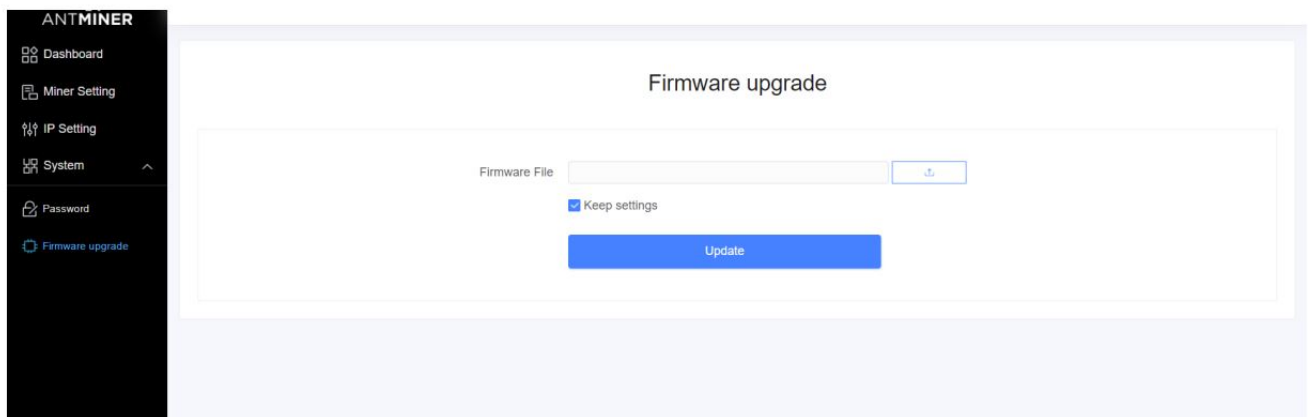 ANTMINER
Dashboard
Miner Setting
IP Setting
System
Password
Firmware upgrade
Firmware upgrade
Firmware File
Keep settings
Update